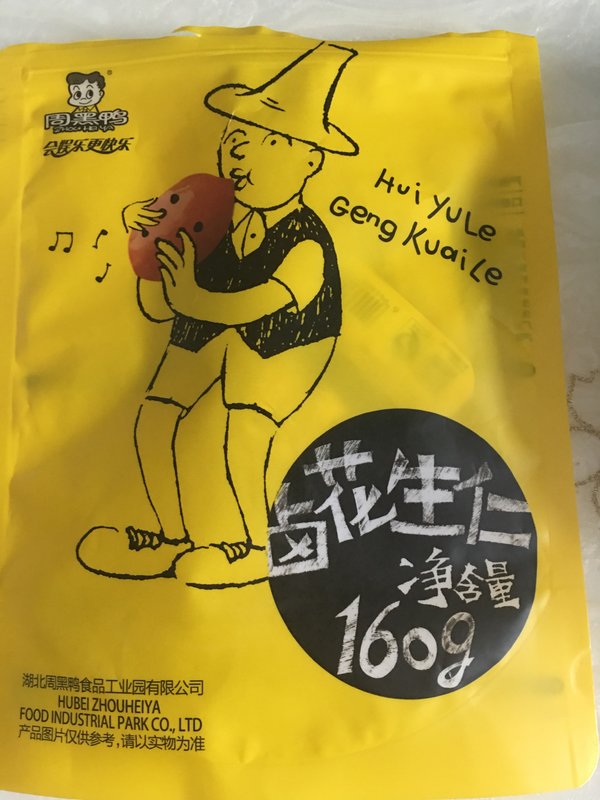 周黑鸭®
ZHOU HEI YA
会娱乐更快乐
Hui YuLe
Geng KuaiLe
卤花生仁
净含量
160g
湖北周黑鸭食品工业园有限公司
HUBEI ZHOUHEIYA
FOOD INDUSTRIAL PARK CO., LTD
产品图片仅供参考,请以实物为准